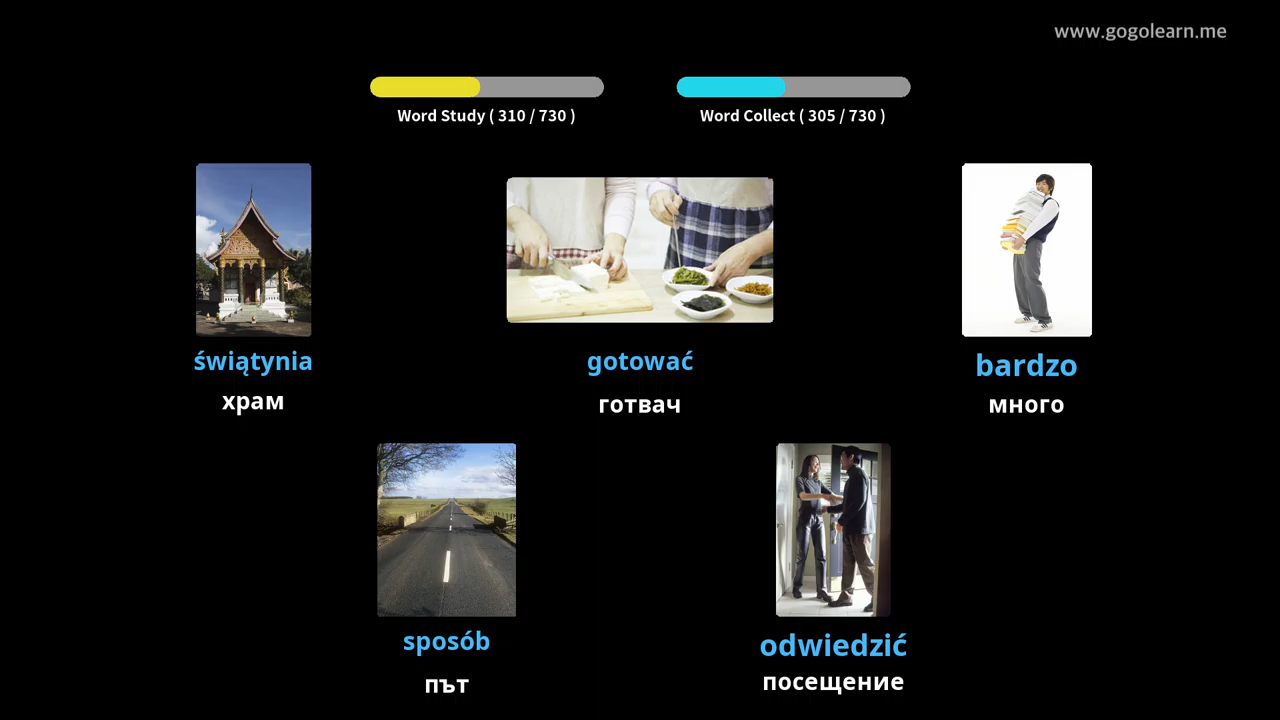 www.gogolearn.me
Word Study ( 310 / 730 )
Word Collect ( 305 / 730 )
świątynia
храм
gotować
готвач
bardzo
много
sposób
път
odwiedzić
посещение